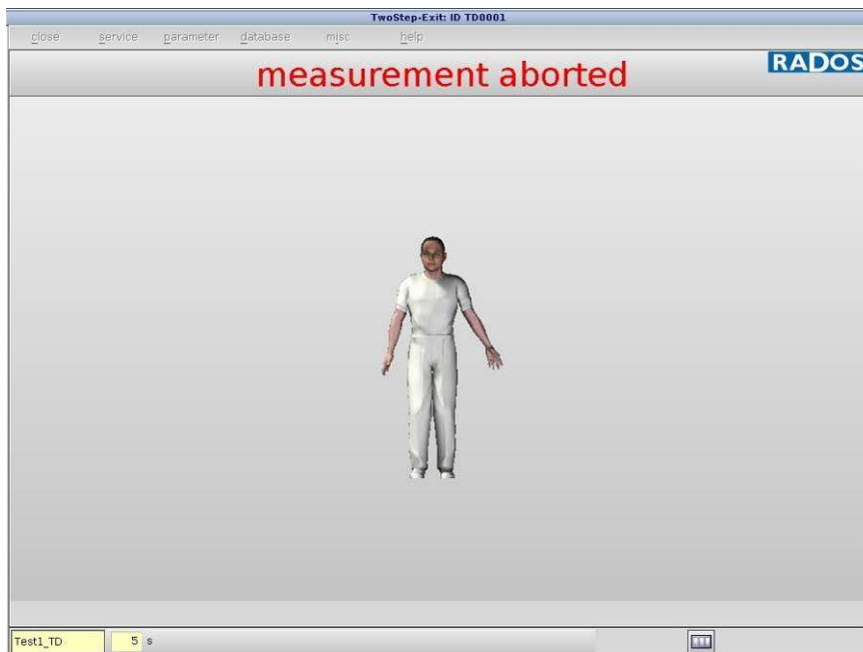 TwoStep-Exit: ID TD0001
close service parameter database misc help
measurement aborted
RADOS
Test1_TD 5 s